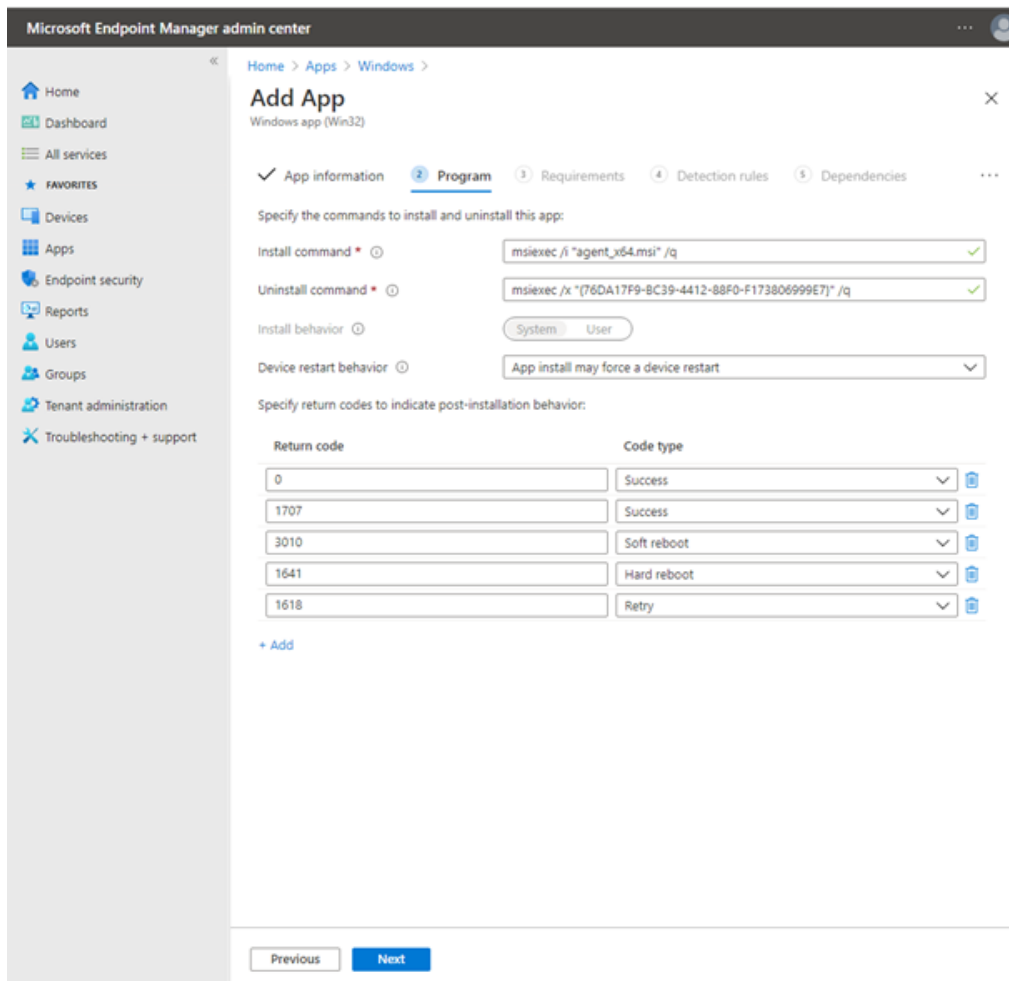 Microsoft Endpoint Manager admin center ...
«
Home > Apps > Windows >
Home
Add App
Windows app (Win32)
Dashboard
All services
FAVORITES
App information 2 Program 3 Requirements 4 Detection rules 5 Dependencies ...
Devices
Specify the commands to install and uninstall this app:
Apps
Install command * msiexec /i "agent_x64.msi" /q
Endpoint security
Uninstall command * msiexec /x "{76DA17F9-BC39-4412-88F0-F173806999E7}" /q
Reports
Install behavior System User
Users
Device restart behavior App install may force a device restart
Groups
Tenant administration
Specify return codes to indicate post-installation behavior:
Troubleshooting + support
Return code Code type
0 Success
1707 Success
3010 Soft reboot
1641 Hard reboot
1618 Retry
+ Add
Previous Next